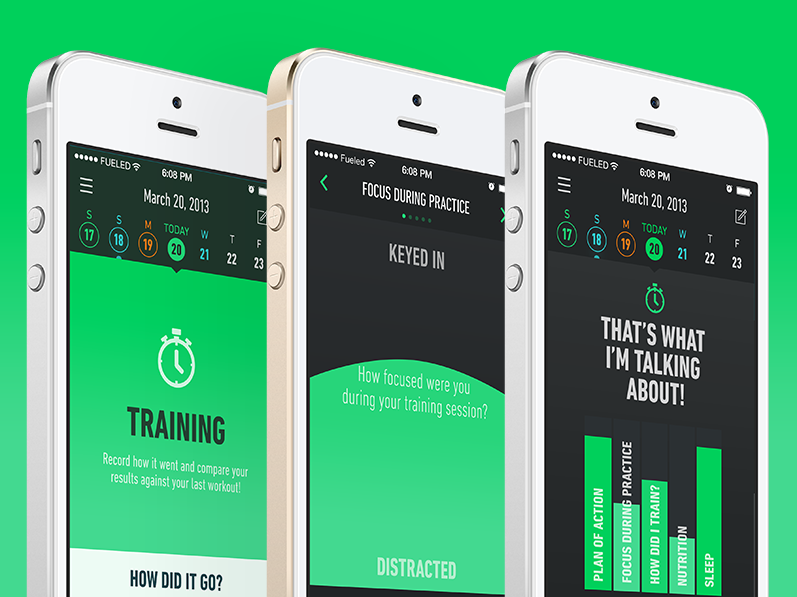 FUELED
6:08 PM
March 20, 2013
S S M TODAY W T F
17 18 19 20 21 22 23
TRAINING
Record how it went and compare your
results against your last workout!
HOW DID IT GO?
Fueled
6:08 PM
FOCUS DURING PRACTICE
KEYED IN
How focused were you
during your training session?
DISTRACTED
FUELED
6:08 PM
March 20, 2013
S S M TODAY W T F
17 18 19 20 21 22 23
THAT'S WHAT
I'M TALKING
ABOUT!
PLAN OF ACTION
FOCUS DURING PRACTICE
HOW DID I TRAIN?
NUTRITION
SLEEP